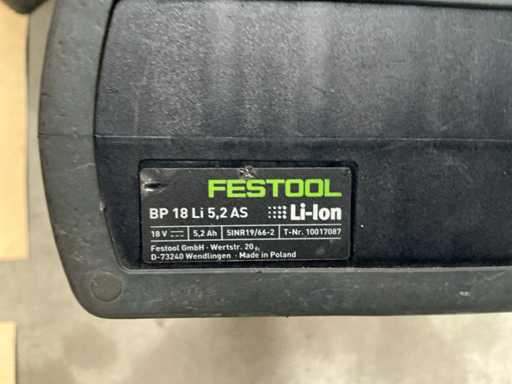 FESTOOL
BP 18 Li 5,2 AS Li-Ion
18 V 5,2 Ah 5INR19/66-2 T-Nr. 10017087
Festool GmbH · Wertstr. 20
D-73240 Wendlingen · Made in Poland